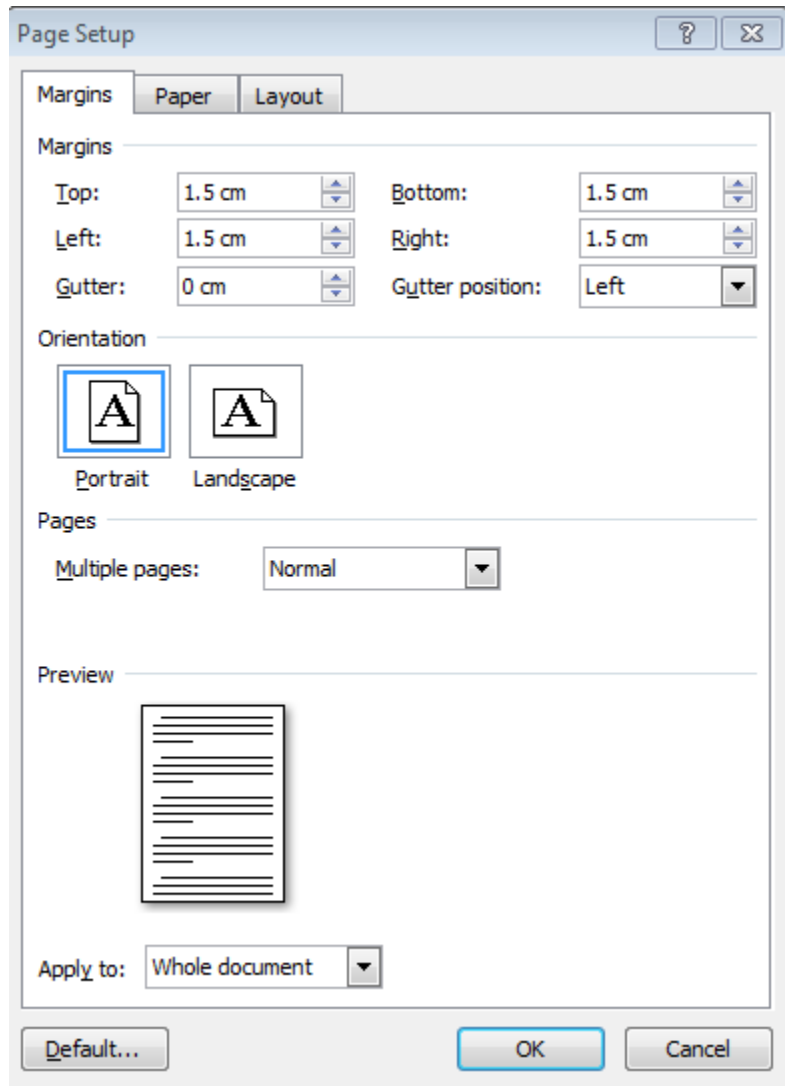 Page Setup
Margins Paper Layout
Margins
Top: 1.5 cm Bottom: 1.5 cm
Left: 1.5 cm Right: 1.5 cm
Gutter: 0 cm Gutter position: Left
Orientation
A A
Portrait Landscape
Pages
Multiple pages: Normal
Preview
Apply to: Whole document
Default... OK Cancel